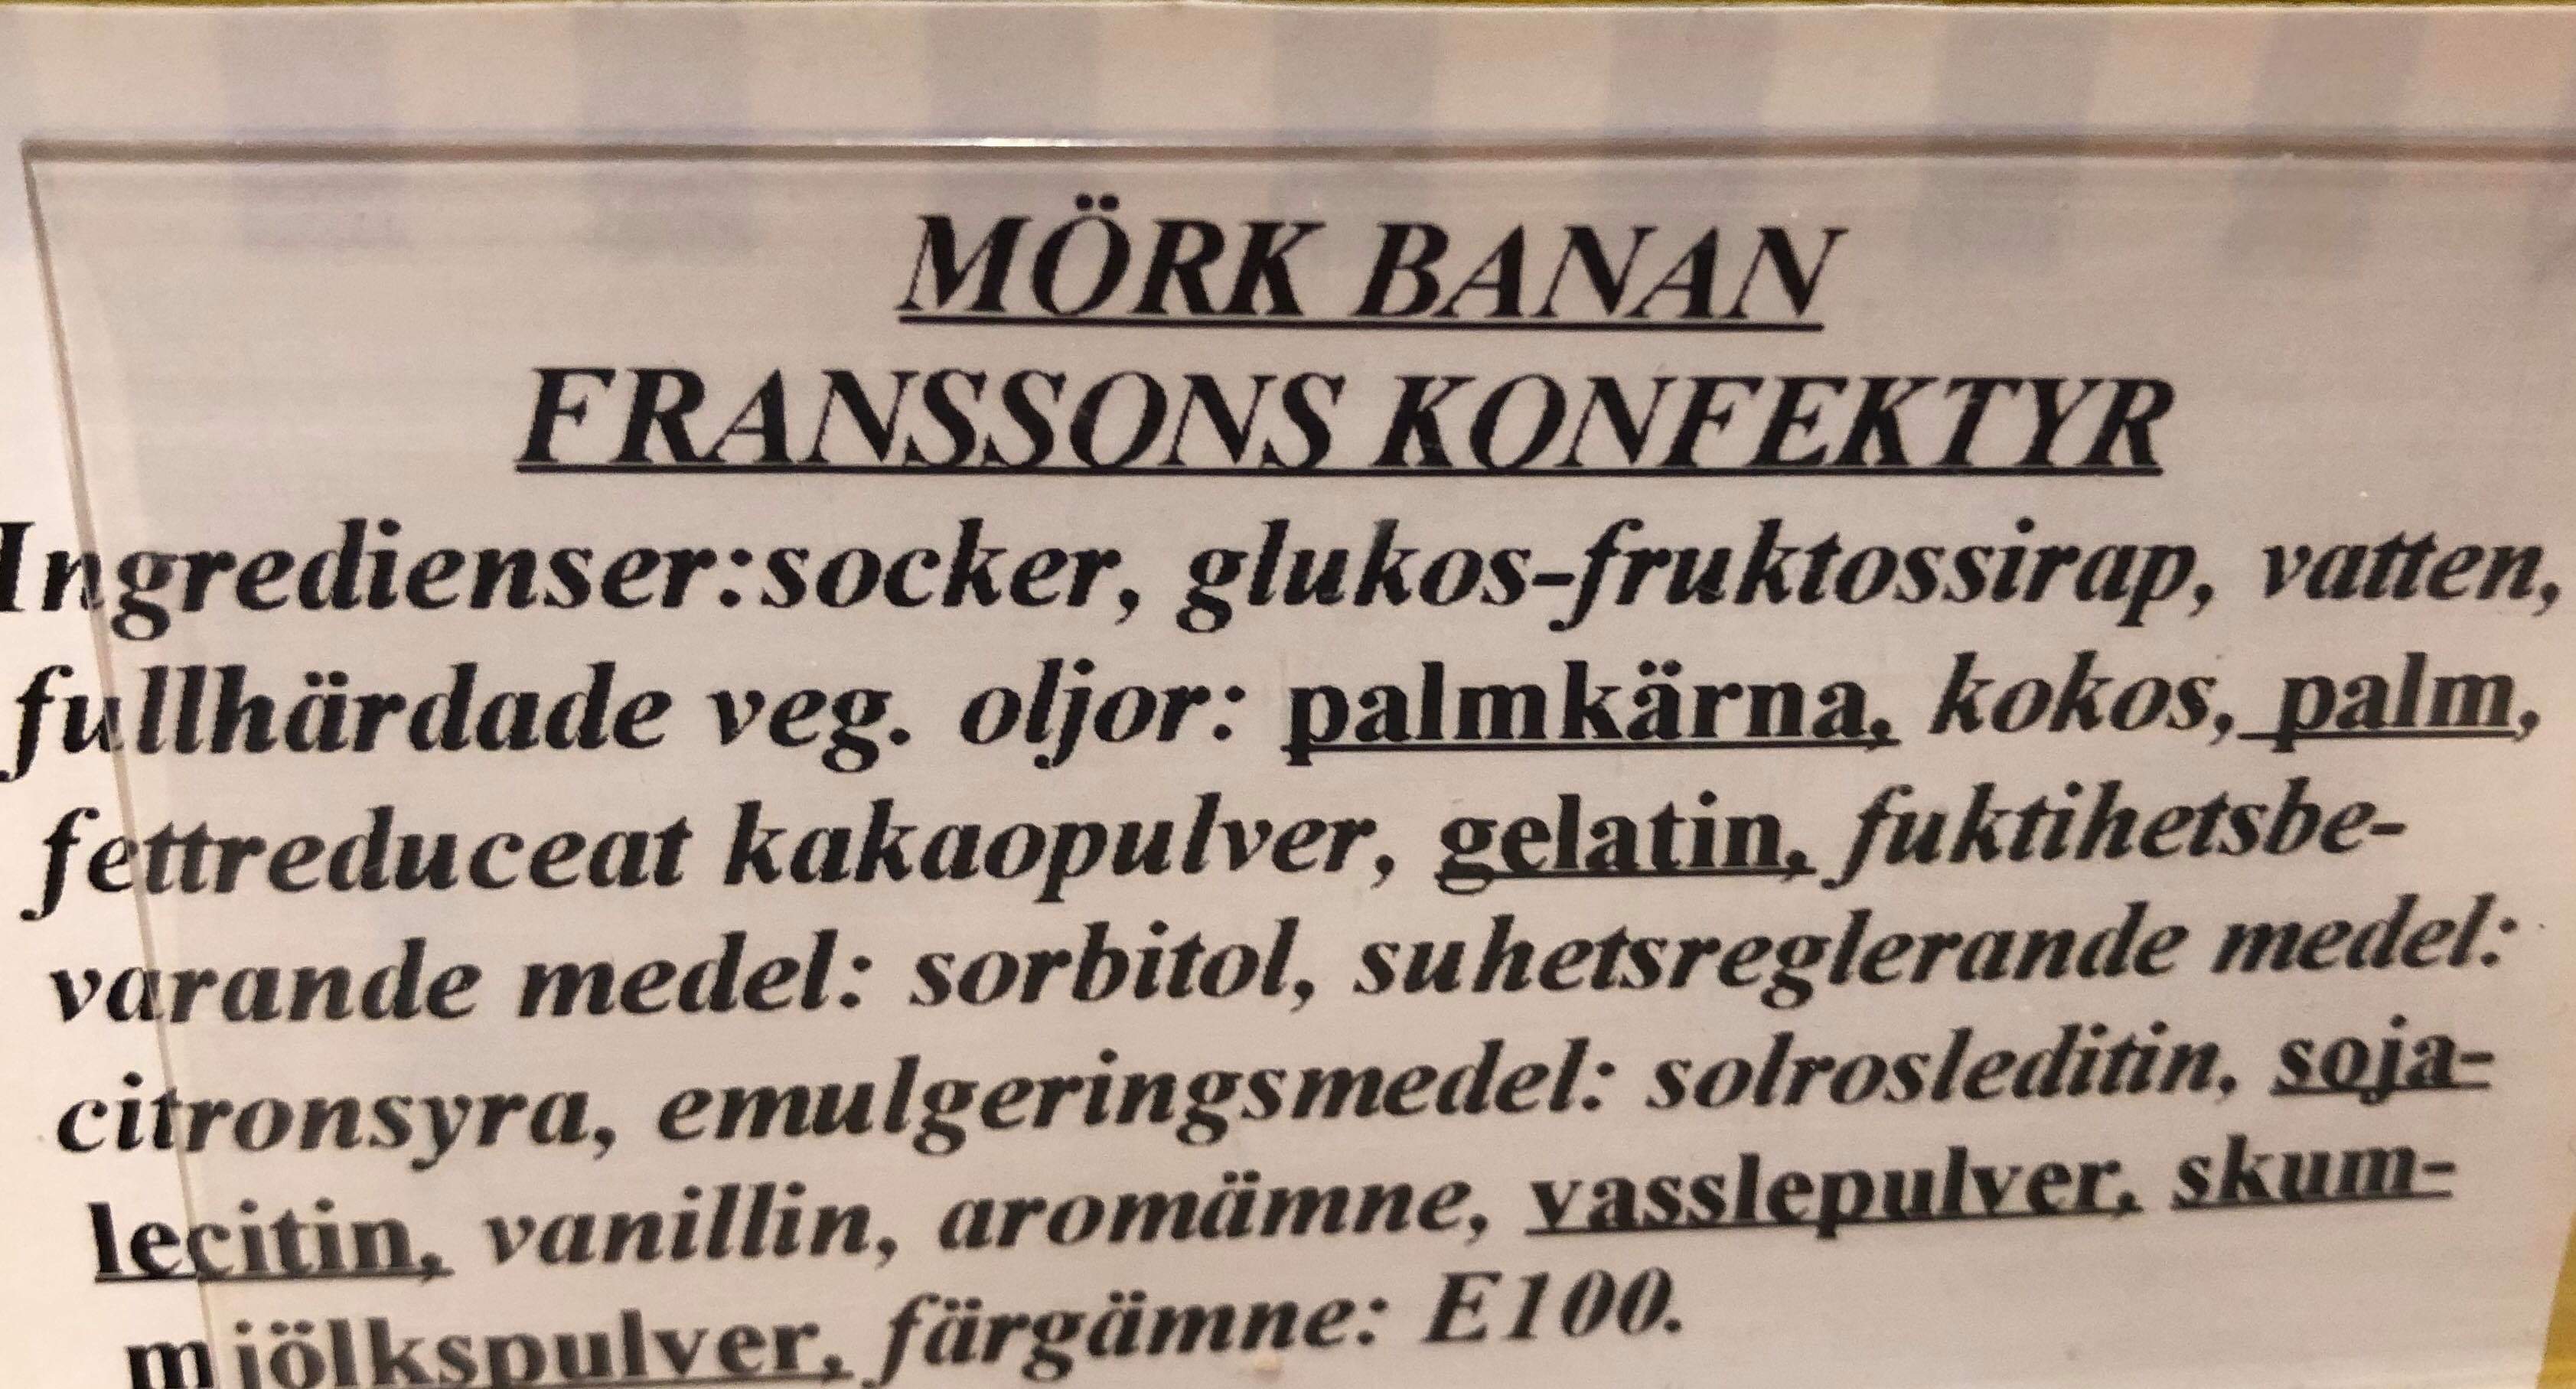 MÖRK BANAN
FRANSSONS KONFEKTYR
Ingredienser:socker, glukos-fruktossirap, vatten,
fullhärdade veg. oljor: palmkärna, kokos, palm,
fettreduceat kakaopulver, gelatin, fuktihetsbe-
varande medel: sorbitol, suhetsreglerande medel:
citronsyra, emulgeringsmedel: solrosleditin, soja-
lecitin, vanillin, aromämne, vasslepulver, skum-
mjölkspulver, färgämne: E100.